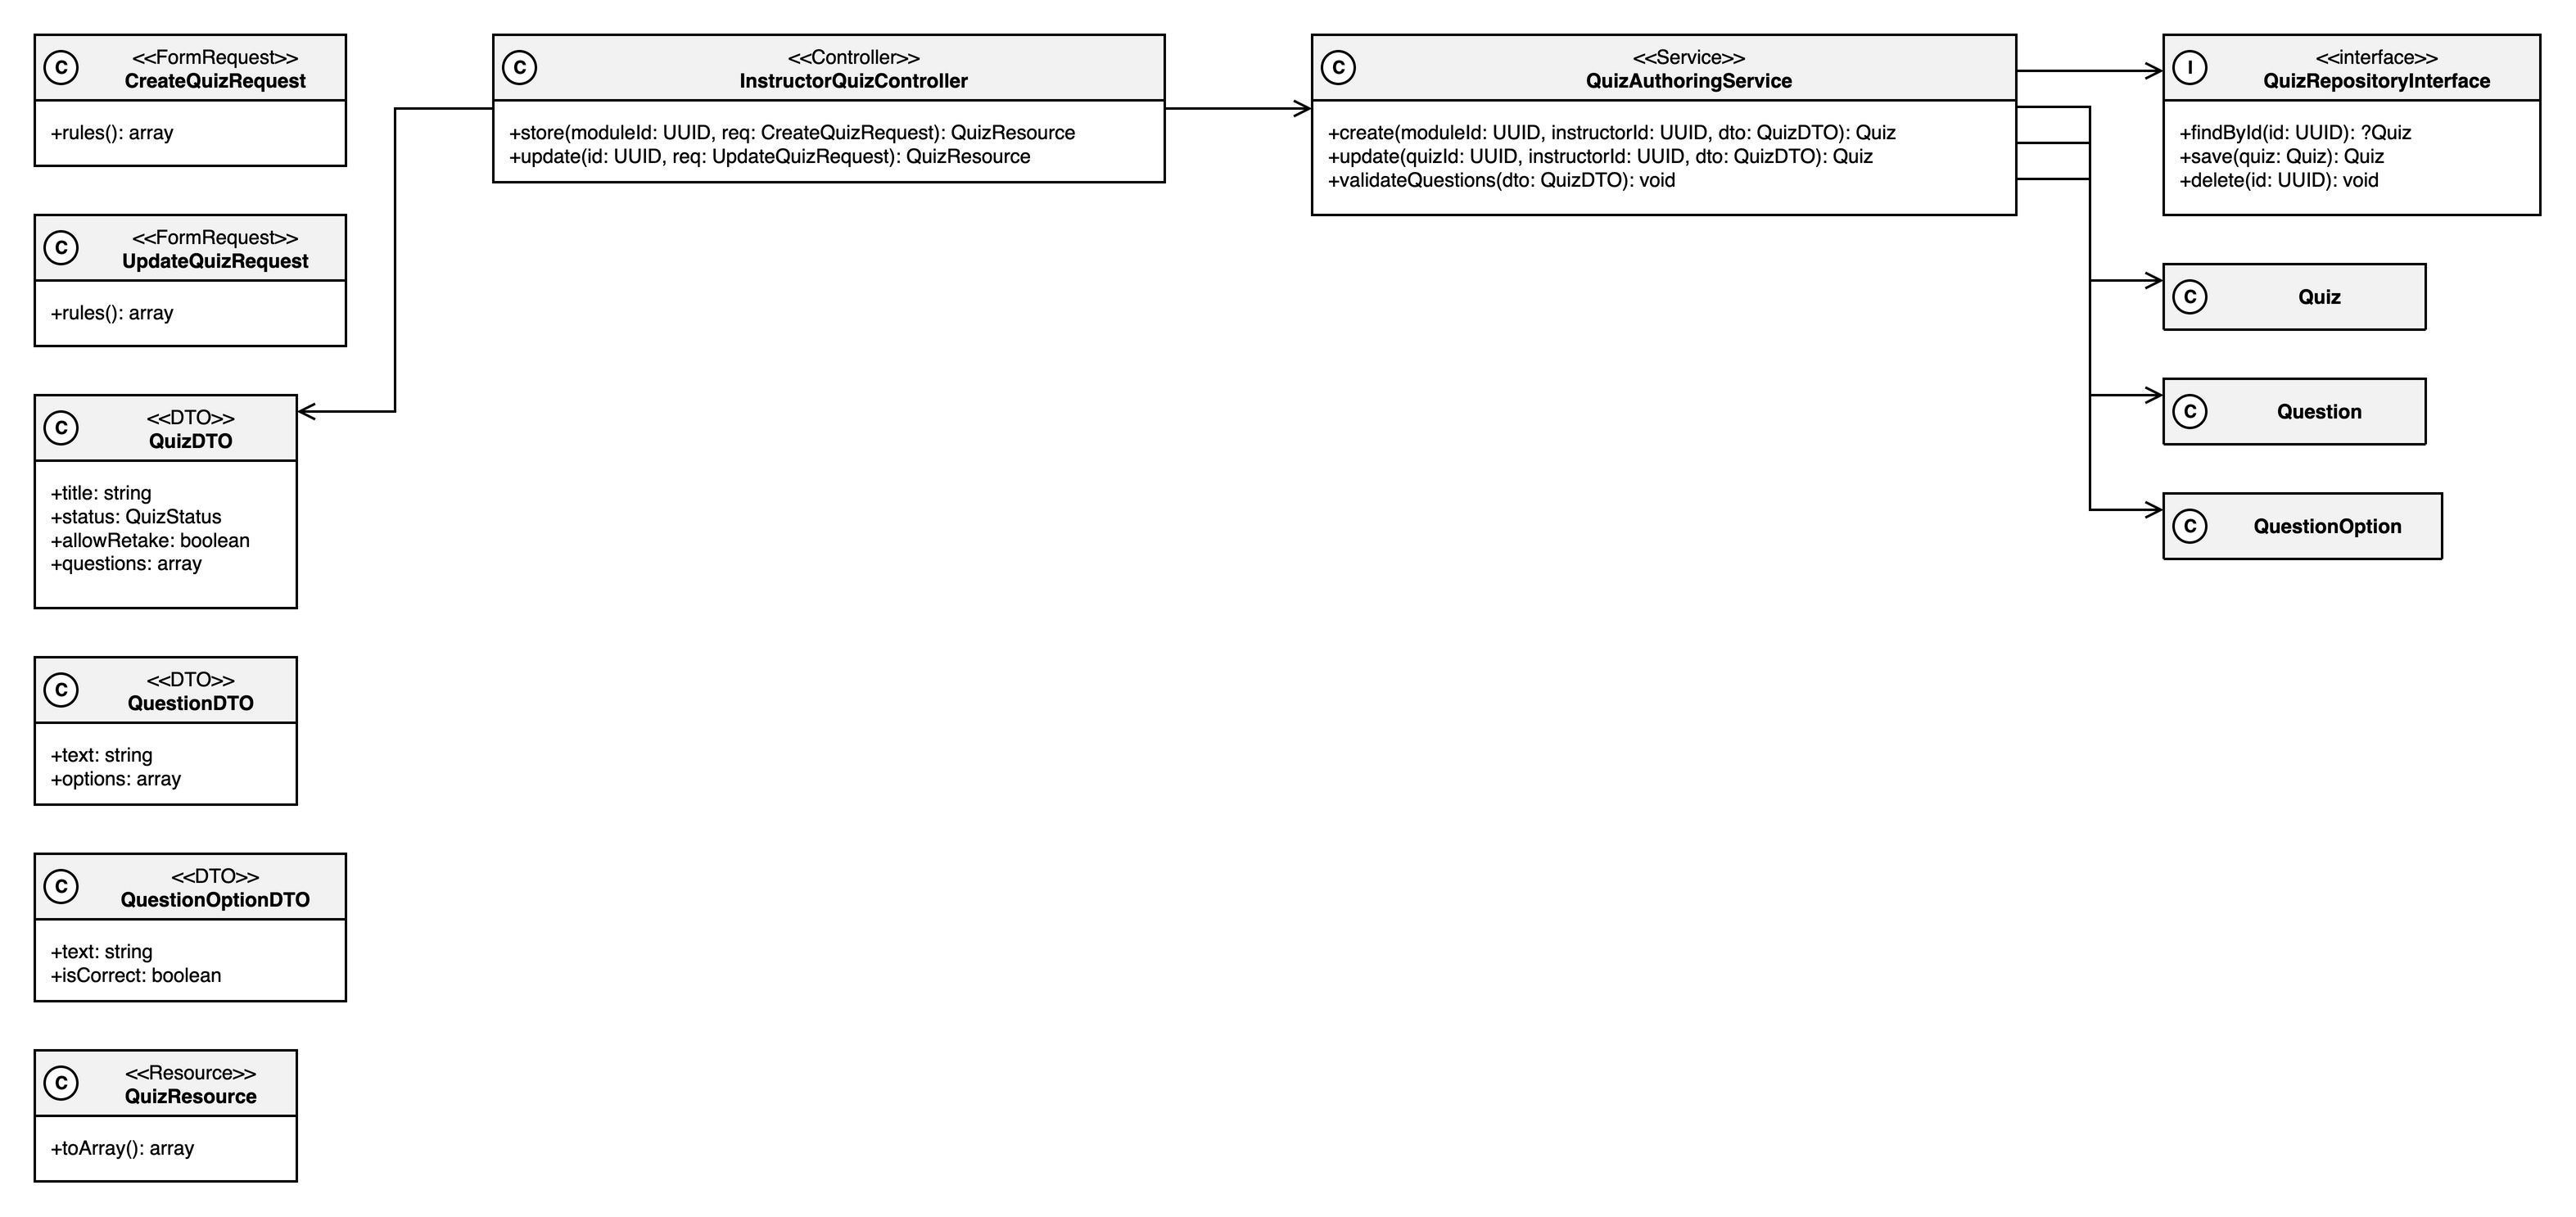 C
<<FormRequest>>
CreateQuizRequest
+rules(): array
C
<<FormRequest>>
UpdateQuizRequest
+rules(): array
C
<<DTO>>
QuizDTO
+title: string
+status: QuizStatus
+allowRetake: boolean
+questions: array
C
<<DTO>>
QuestionDTO
+text: string
+options: array
C
<<DTO>>
QuestionOptionDTO
+text: string
+isCorrect: boolean
C
<<Resource>>
QuizResource
+toArray(): array
C
<<Controller>>
InstructorQuizController
+store(moduleId: UUID, req: CreateQuizRequest): QuizResource
+update(id: UUID, req: UpdateQuizRequest): QuizResource
C
<<Service>>
QuizAuthoringService
+create(moduleId: UUID, instructorId: UUID, dto: QuizDTO): Quiz
+update(quizId: UUID, instructorId: UUID, dto: QuizDTO): Quiz
+validateQuestions(dto: QuizDTO): void
I
<<interface>>
QuizRepositoryInterface
+findById(id: UUID): ?Quiz
+save(quiz: Quiz): Quiz
+delete(id: UUID): void
C
Quiz
C
Question
C
QuestionOption